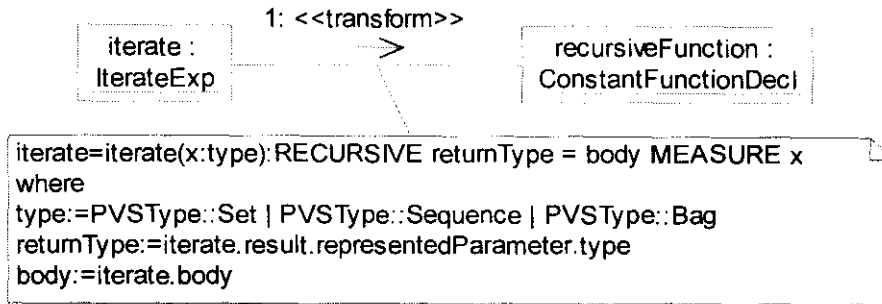 1: <<transform>>
iterate :
IterateExp
recursiveFunction :
ConstantFunctionDecl
iterate=iterate(x:type):RECURSIVE returnType = body MEASURE x
where
type:=PVSType::Set | PVSType::Sequence | PVSType::Bag
returnType:=iterate.result.representedParameter.type
body:=iterate.body